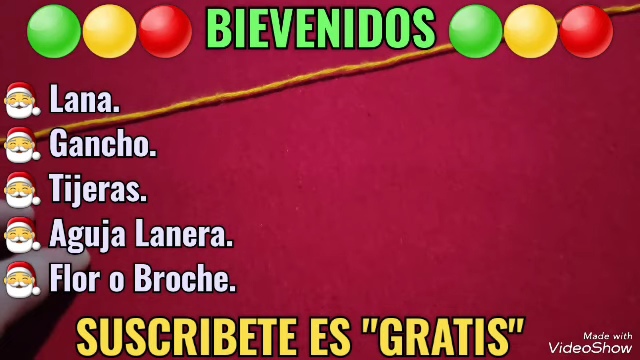 BIEVENIDOS
Lana.
Gancho.
Tijeras.
Aguja Lanera.
Flor o Broche.
SUSCRIBETE ES "GRATIS"
Made with
VideoShow